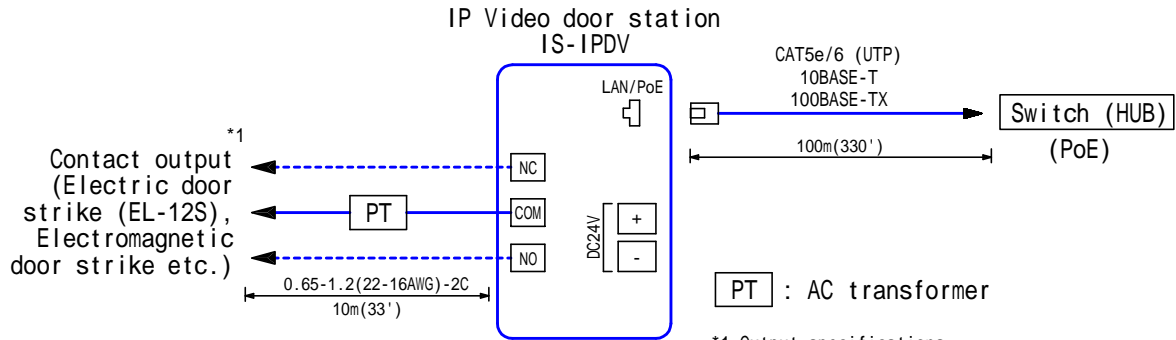 IP Video door station
IS-IPDV
CAT5e/6 (UTP)
10BASE-T
100BASE-TX
LAN/PoE
Switch (HUB)
(PoE)
100m(330')
*1
Contact output
(Electric door
strike (EL-12S),
Electromagnetic
door strike etc.)
NC
PT
COM
NO
DC24V
+
-
0.65-1.2(22-16AWG)-2C
10m(33')
PT : AC transformer